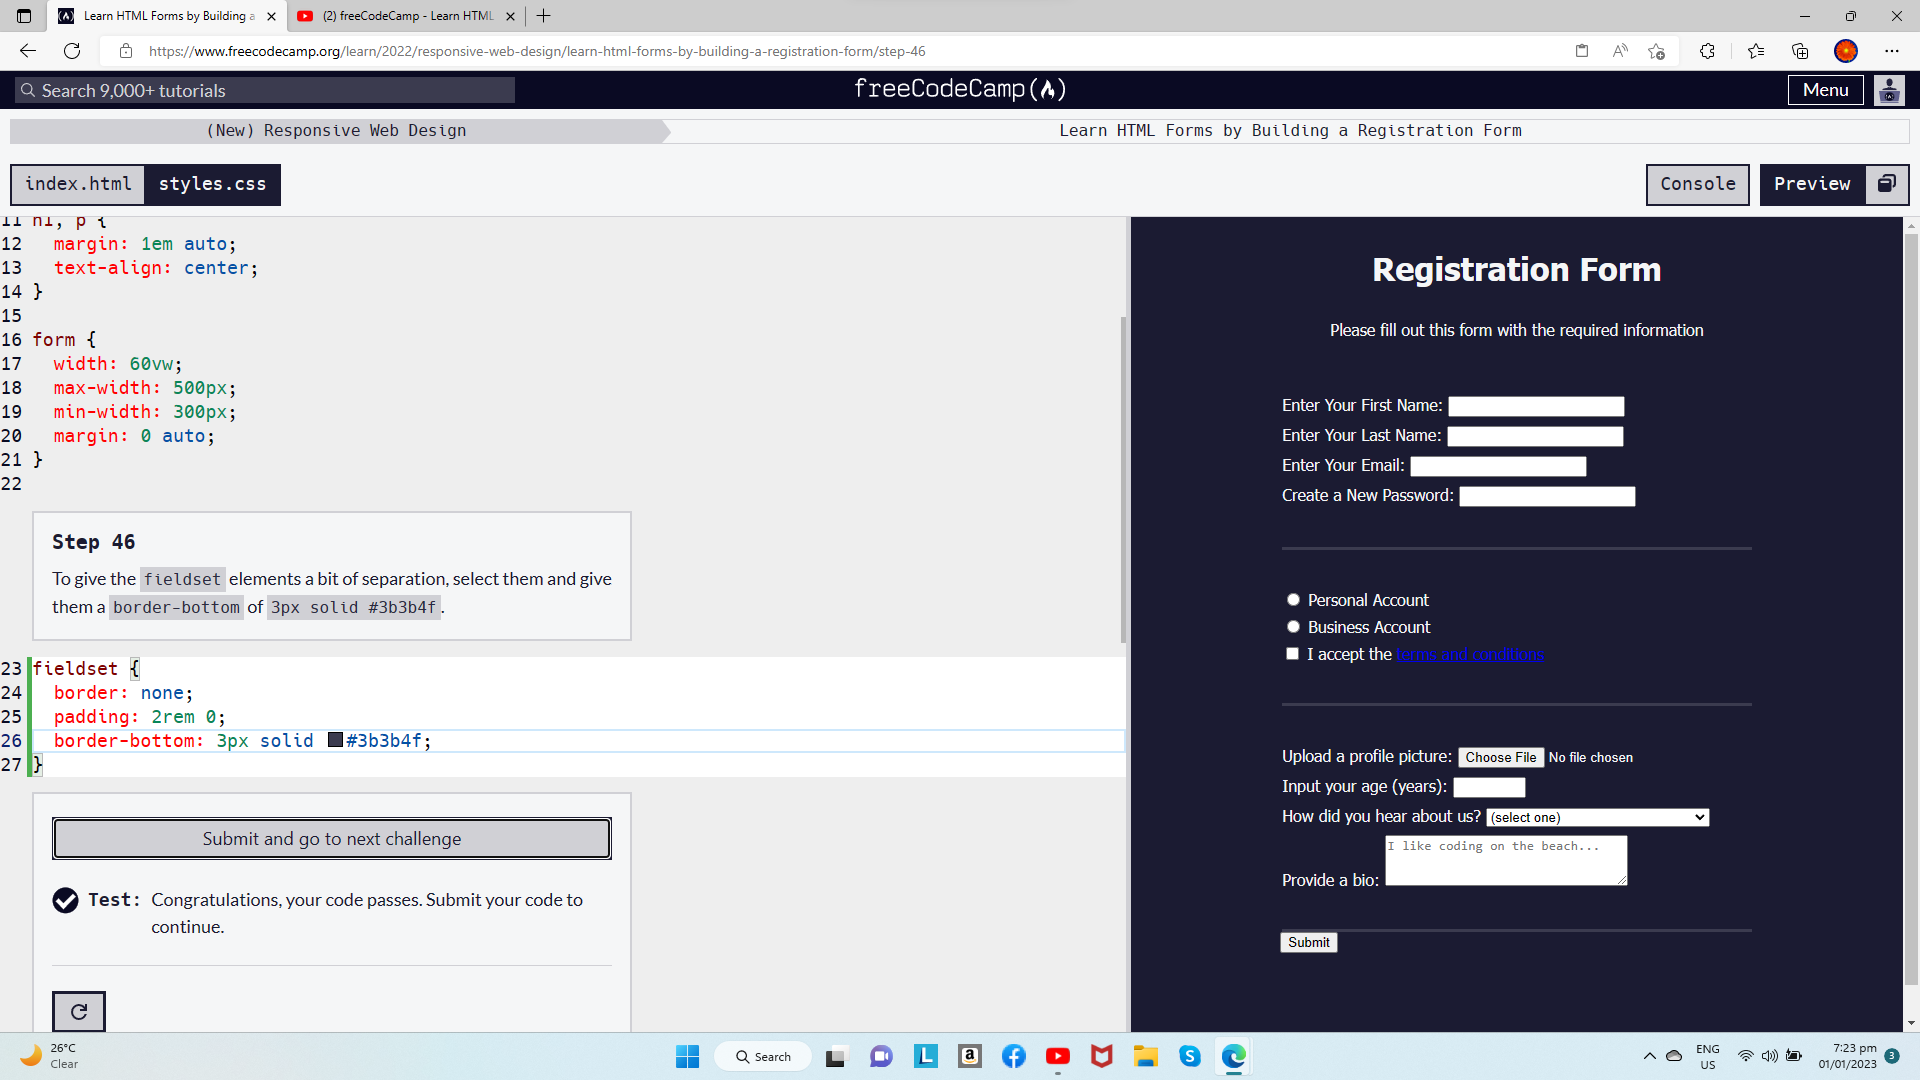 Learn HTML Forms by Building a
(2) freeCodeCamp - Learn HTML
https://www.freecodecamp.org/learn/2022/responsive-web-design/learn-html-forms-by-building-a-registration-form/step-46
Search 9,000+ tutorials
freeCodeCamp
Menu
(New) Responsive Web Design
Learn HTML Forms by Building a Registration Form
index.html
styles.css
Console
Preview
11 h1, p {
12 margin: 1em auto;
13 text-align: center;
14 }
15
16 form {
17 width: 60vw;
18 max-width: 500px;
19 min-width: 300px;
20 margin: 0 auto;
21 }
22
Step 46
To give the fieldset elements a bit of separation, select them and give
them a border-bottom of 3px solid #3b3b4f.
23 fieldset {
24 border: none;
25 padding: 2rem 0;
26 border-bottom: 3px solid #3b3b4f;
27 }
Submit and go to next challenge
Test: Congratulations, your code passes. Submit your code to
continue.
Registration Form
Please fill out this form with the required information
Enter Your First Name:
Enter Your Last Name:
Enter Your Email:
Create a New Password:
Personal Account
Business Account
I accept the terms and conditions
Upload a profile picture: Choose File No file chosen
Input your age (years):
How did you hear about us? (select one)
I like coding on the beach...
Provide a bio:
Submit
26°C
Clear
Search
ENG
US
7:23 pm
01/01/2023
3